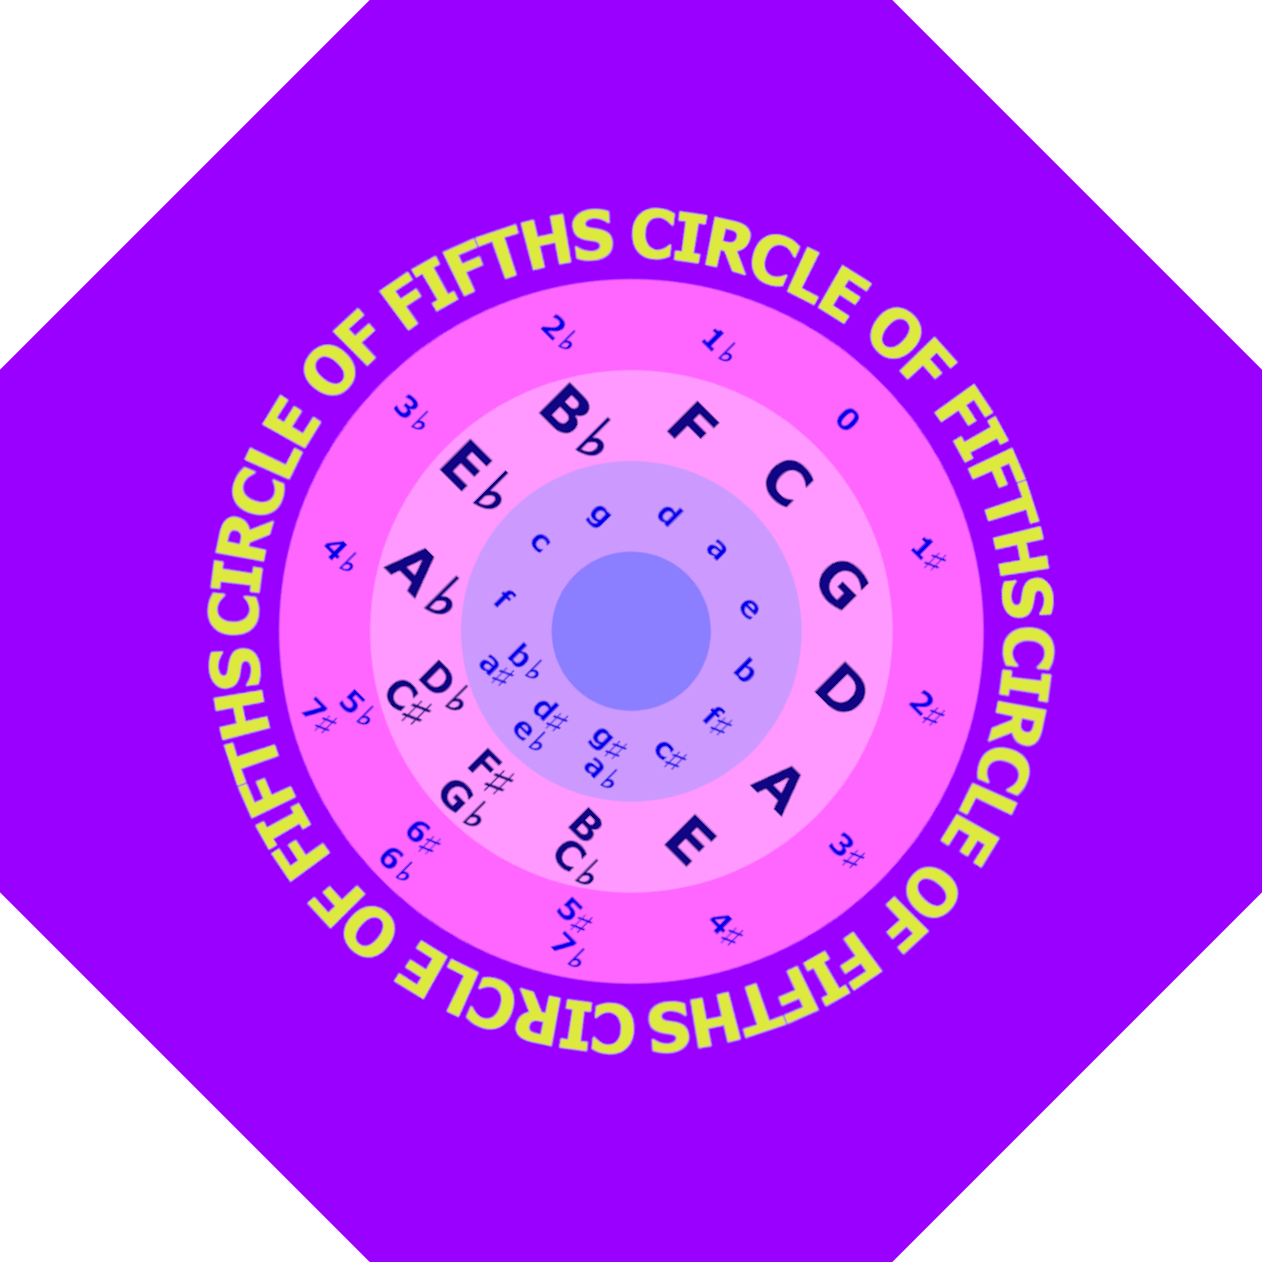 CIRCLE OF FIFTHS CIRCLE OF FIFTHS CIRCLE OF FIFTHS CIRCLE OF FIFTHS
0
1♯
2♯
3♯
4♯
5♯
7♭
6♯
6♭
5♭
7♯
4♭
3♭
2♭
1♭
C
G
D
A
E
B
C♭
F♯
G♭
D♭
C♯
A♭
E♭
B♭
F
a
e
b
f♯
c♯
g♯
a♭
d♯
e♭
b♭
a♯
f
c
g
d